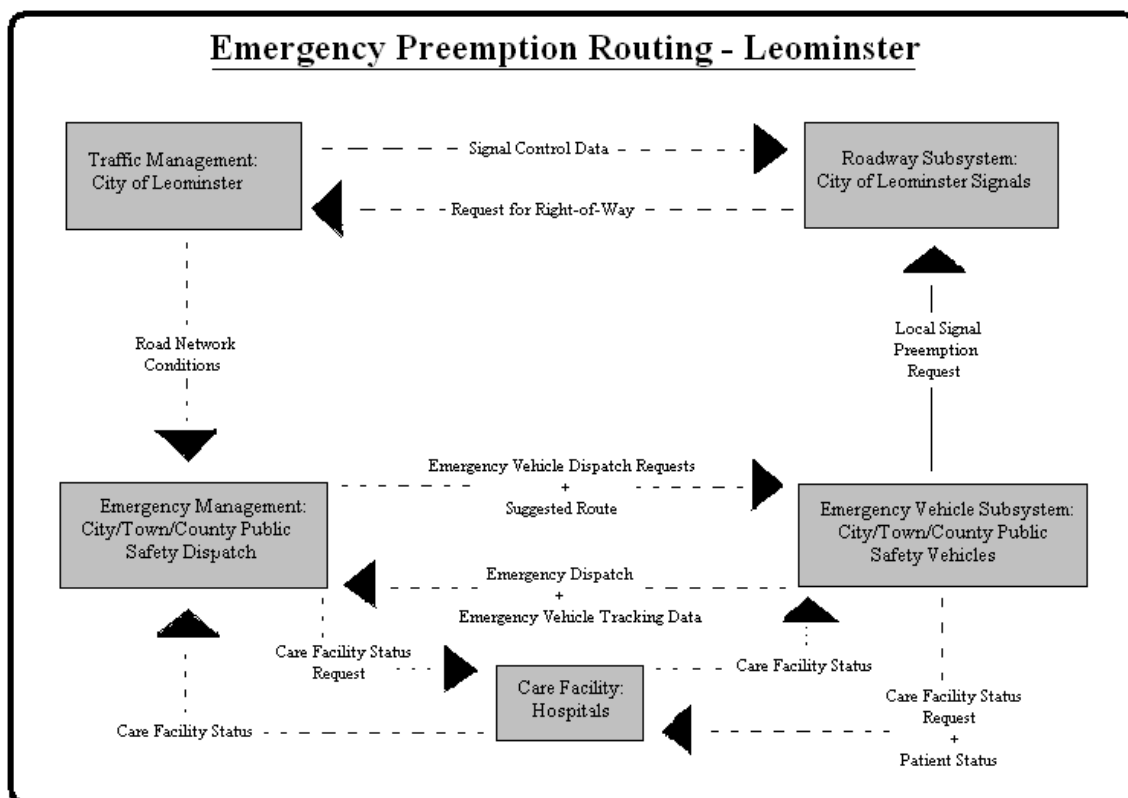 Emergency Preemption Routing - Leominster
Traffic Management:
City of Leominster
Signal Control Data
Request for Right-of-Way
Roadway Subsystem:
City of Leominster Signals
Road Network
Conditions
Local Signal
Preemption
Request
Emergency Management:
City/Town/County Public
Safety Dispatch
Emergency Vehicle Dispatch Requests
+
Suggested Route
Emergency Vehicle Subsystem:
City/Town/County Public
Safety Vehicles
Emergency Dispatch
+
Emergency Vehicle Tracking Data
Care Facility Status
Request
Care Facility:
Hospitals
Care Facility Status
Care Facility Status
Care Facility Status
Request
+
Patient Status